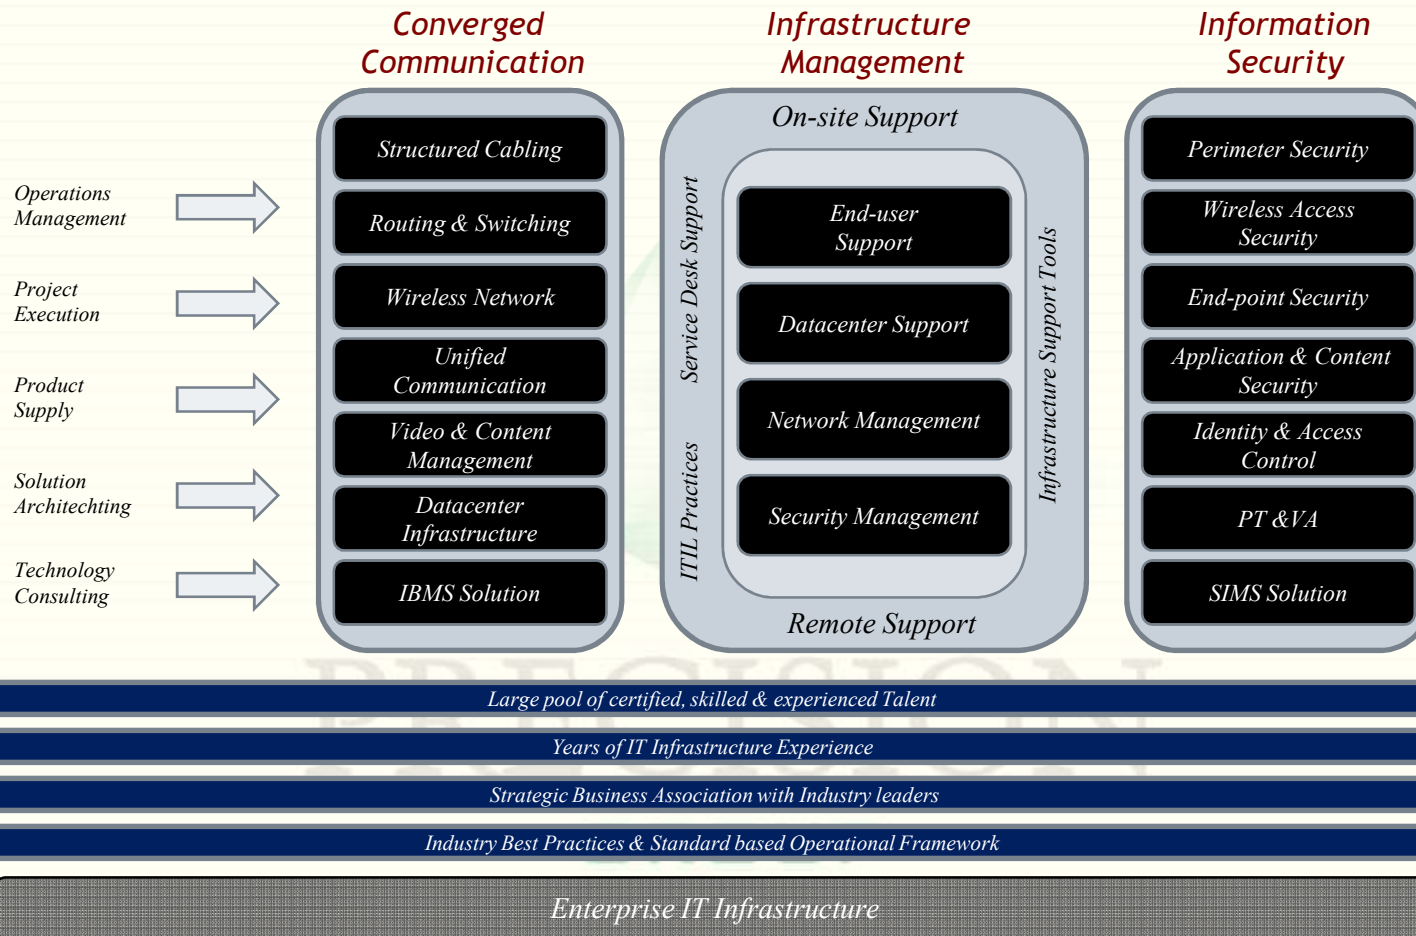 Converged
Communication
Infrastructure
Management
Information
Security
Operations
Management
Project
Execution
Product
Supply
Solution
Architechting
Technology
Consulting
Structured Cabling
Routing & Switching
Wireless Network
Unified
Communication
Video & Content
Management
Datacenter
Infrastructure
IBMS Solution
On-site Support
Service Desk Support
ITIL Practices
End-user
Support
Datacenter Support
Network Management
Security Management
Infrastructure Support Tools
Remote Support
Perimeter Security
Wireless Access
Security
End-point Security
Application & Content
Security
Identity & Access
Control
PT &VA
SIMS Solution
PRECISION
Large pool of certified, skilled & experienced Talent
Years of IT Infrastructure Experience
Strategic Business Association with Industry leaders
Industry Best Practices & Standard based Operational Framework
Enterprise IT Infrastructure